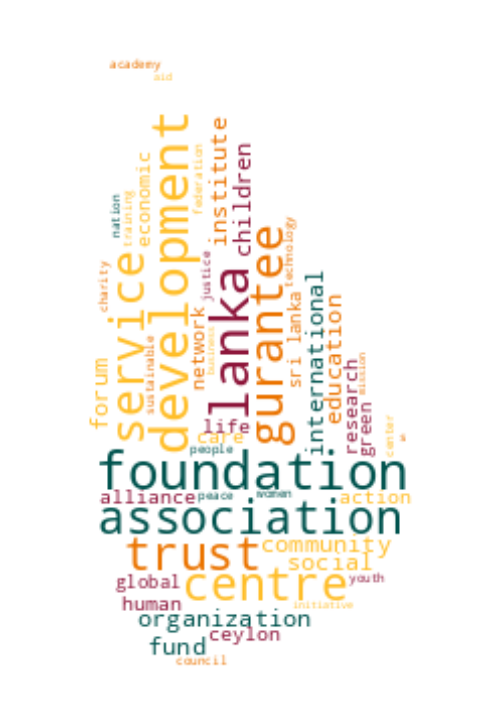 academy
aid
development
institute
children
economic
federation
nation
training
service
gurantee
technology
justice
lanka
charity
international
sri lanka
education
network
business
sustainable
forum
research
mission
green
center
life
care
people
foundation
alliance
peace
women
action
association
trust
community
social
global
centre
youth
human
initiative
organization
ceylon
fund
council